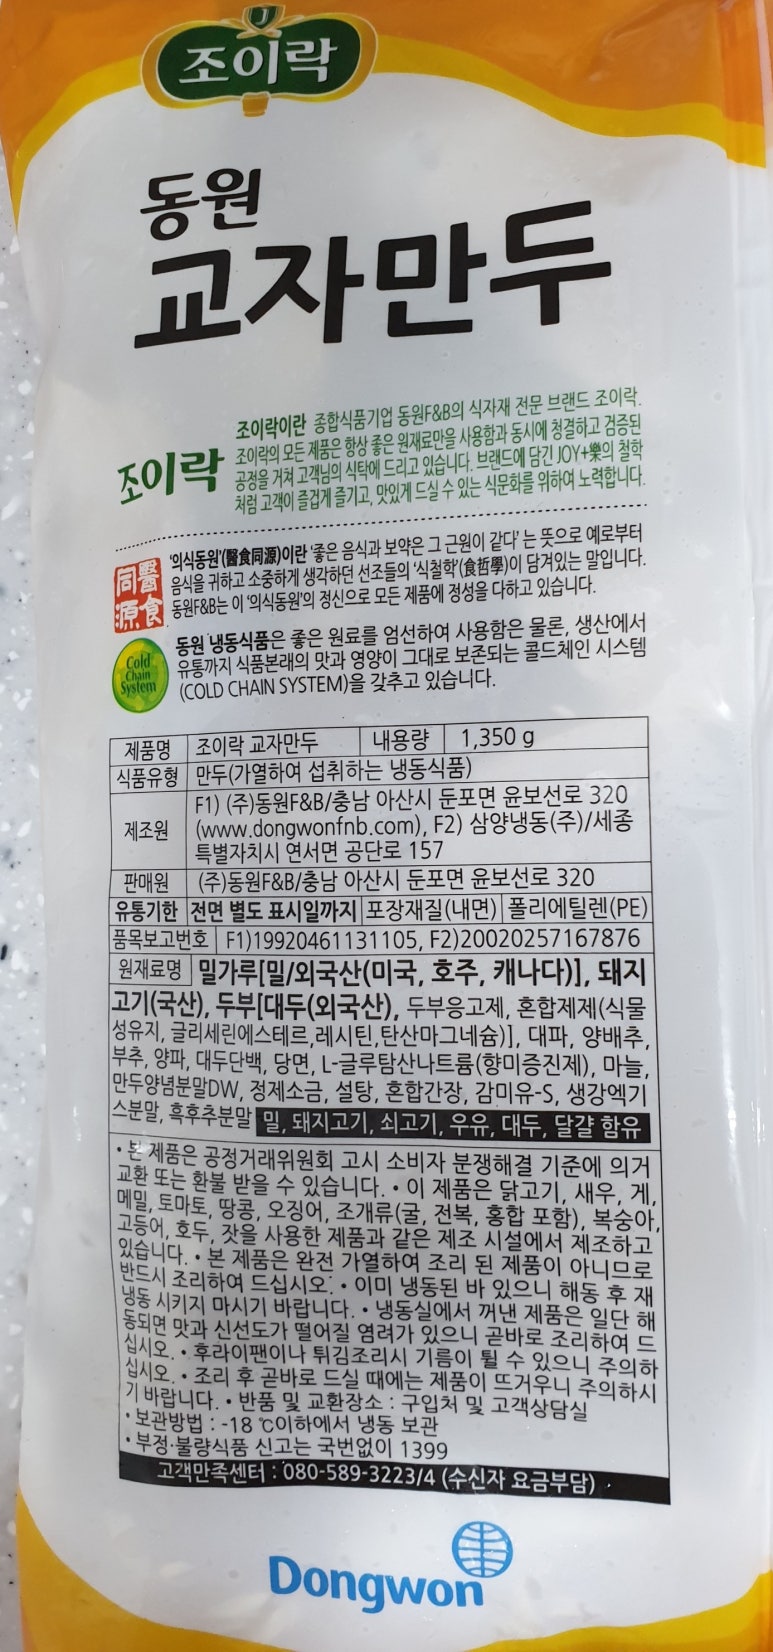 J
조이락
동원
교자만두
조이락
조이락이란 종합식품기업 동원F&B의 식자재 전문 브랜드 조이락.
조이락의 모든 제품은 항상 좋은 원재료만을 사용함과 동시에 청결하고 검증된
공정을 거쳐 고객님의 식탁에 드리고 있습니다. 브랜드에 담긴 JOY+樂의 철학
처럼 고객이 즐겁게 즐기고, 맛있게 드실 수 있는 식문화를 위하여 노력합니다.
同醫
源食
'의식동원'(醫食同源)이란 '좋은 음식과 보약은 그 근원이 같다' 는 뜻으로 예로부터
음식을 귀하고 소중하게 생각하던 선조들의 '식철학'(食哲學)이 담겨있는 말입니다.
동원F&B는 이 '의식동원'의 정신으로 모든 제품에 정성을 다하고 있습니다.
Cold
Chain
System
동원 냉동식품은 좋은 원료를 엄선하여 사용함은 물론, 생산에서
유통까지 식품본래의 맛과 영양이 그대로 보존되는 콜드체인 시스템
(COLD CHAIN SYSTEM)을 갖추고 있습니다.
제품명 조이락 교자만두 내용량 1,350 g
식품유형 만두(가열하여 섭취하는 냉동식품)
제조원 F1) (주)동원F&B/충남 아산시 둔포면 윤보선로 320
(www.dongwonfnb.com), F2) 삼양냉동(주)/세종
특별자치시 연서면 공단로 157
판매원 (주)동원F&B/충남 아산시 둔포면 윤보선로 320
유통기한 전면 별도 표시일까지 포장재질(내면) 폴리에틸렌(PE)
품목보고번호 F1)19920461131105, F2)20020257167876
원재료명 밀가루[밀/외국산(미국, 호주, 캐나다)], 돼지
고기(국산), 두부[대두(외국산), 두부응고제, 혼합제제(식물
성유지, 글리세린에스테르,레시틴,탄산마그네슘)], 대파, 양배추,
부추, 양파, 대두단백, 당면, L-글루탐산나트륨(향미증진제), 마늘,
만두양념분말DW, 정제소금, 설탕, 혼합간장, 감미유-S, 생강엑기
스분말, 흑후추분말 밀, 돼지고기, 쇠고기, 우유, 대두, 달걀 함유
• 본 제품은 공정거래위원회 고시 소비자 분쟁해결 기준에 의거
교환 또는 환불 받을 수 있습니다. • 이 제품은 닭고기, 새우, 게,
메밀, 토마토, 땅콩, 오징어, 조개류(굴, 전복, 홍합 포함), 복숭아,
고등어, 호두, 잣을 사용한 제품과 같은 제조 시설에서 제조하고
있습니다. • 본 제품은 완전 가열하여 조리 된 제품이 아니므로
반드시 조리하여 드십시오. • 이미 냉동된 바 있으니 해동 후 재
냉동 시키지 마시기 바랍니다. • 냉동실에서 꺼낸 제품은 일단 해
동되면 맛과 신선도가 떨어질 염려가 있으니 곧바로 조리하여 드
십시오. • 후라이팬이나 튀김조리시 기름이 튈 수 있으니 주의하
십시오. • 조리 후 곧바로 드실 때에는 제품이 뜨거우니 주의하시
기 바랍니다. • 반품 및 교환장소 : 구입처 및 고객상담실
• 보관방법 : -18 ℃이하에서 냉동 보관
• 부정·불량식품 신고는 국번없이 1399
고객만족센터 : 080-589-3223/4 (수신자 요금부담)
Dongwon